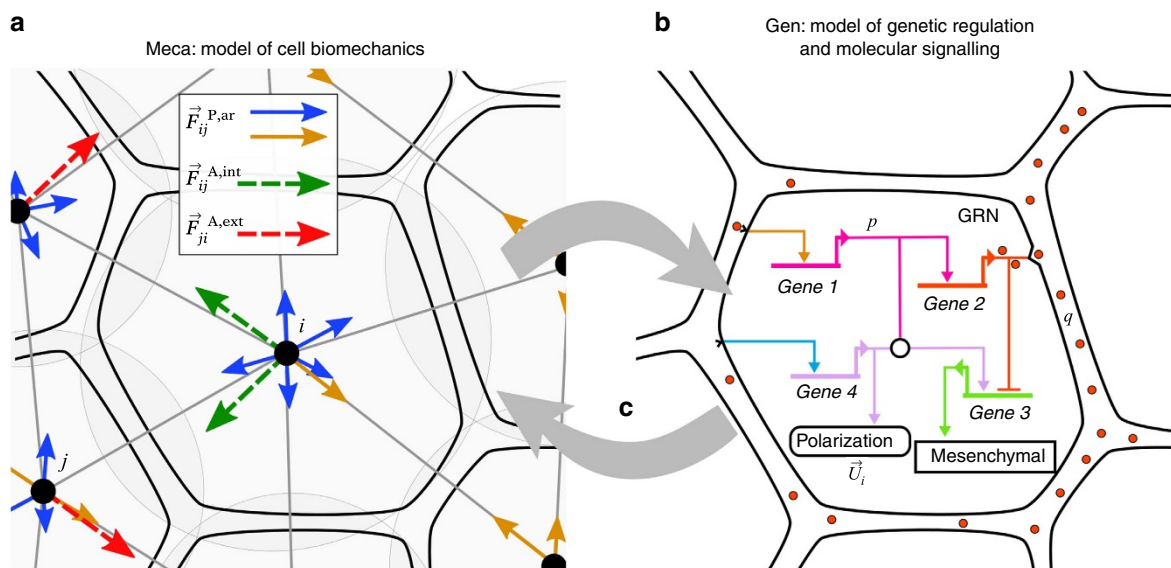 a
Meca: model of cell biomechanics
F⃗ij P,ar
F⃗ij A,int
F⃗ji A,ext
i
j
b
Gen: model of genetic regulation
and molecular signalling
GRN
p
Gene 1
Gene 2
q
Gene 4
Gene 3
Polarization
U⃗i
Mesenchymal
c